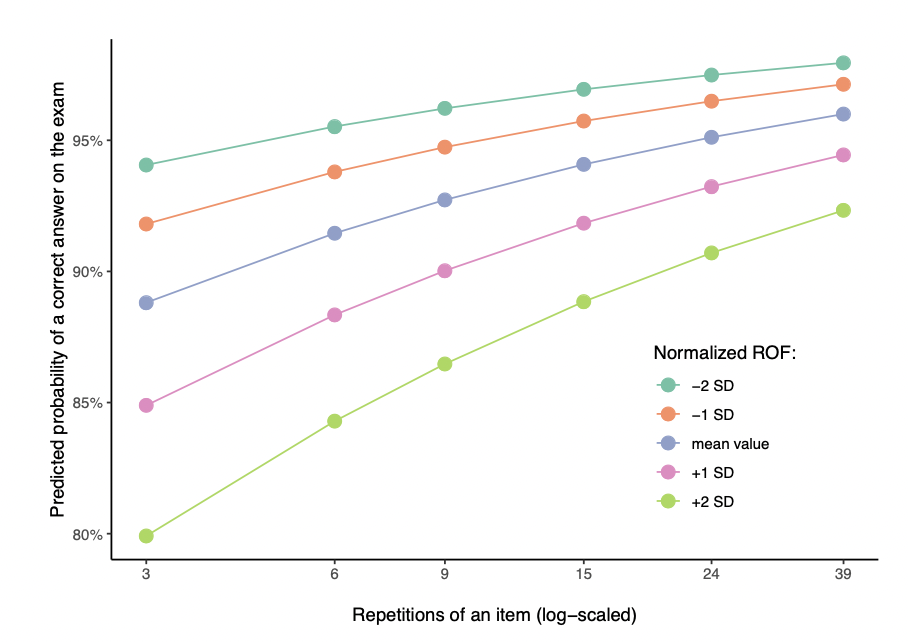 Predicted probability of a correct answer on the exam
95%
90%
85%
80%
Normalized ROF:
−2 SD
−1 SD
mean value
+1 SD
+2 SD
3 6 9 15 24 39
Repetitions of an item (log−scaled)